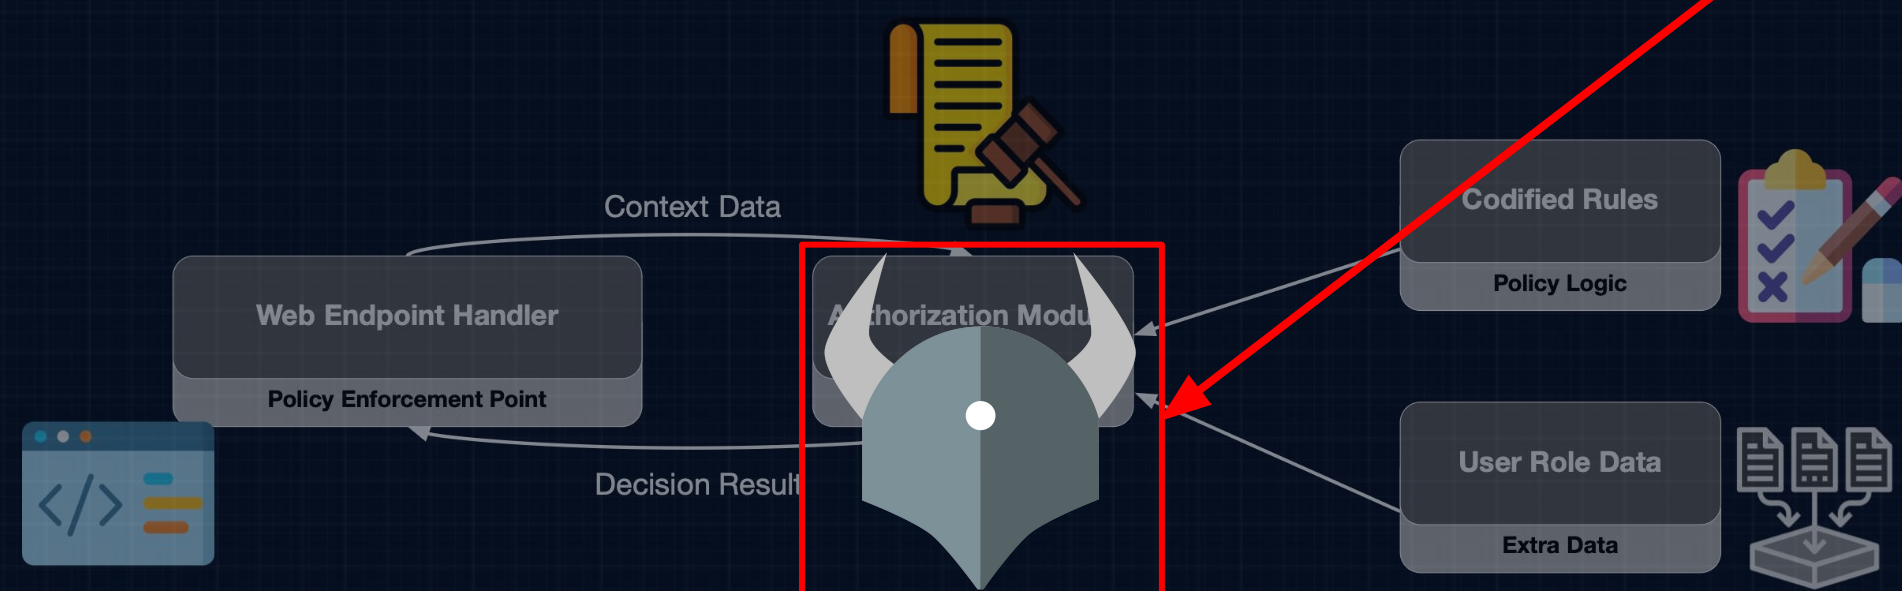 Context Data
Codified Rules
Policy Logic
Web Endpoint Handler
Policy Enforcement Point
Decision Result
User Role Data
Extra Data